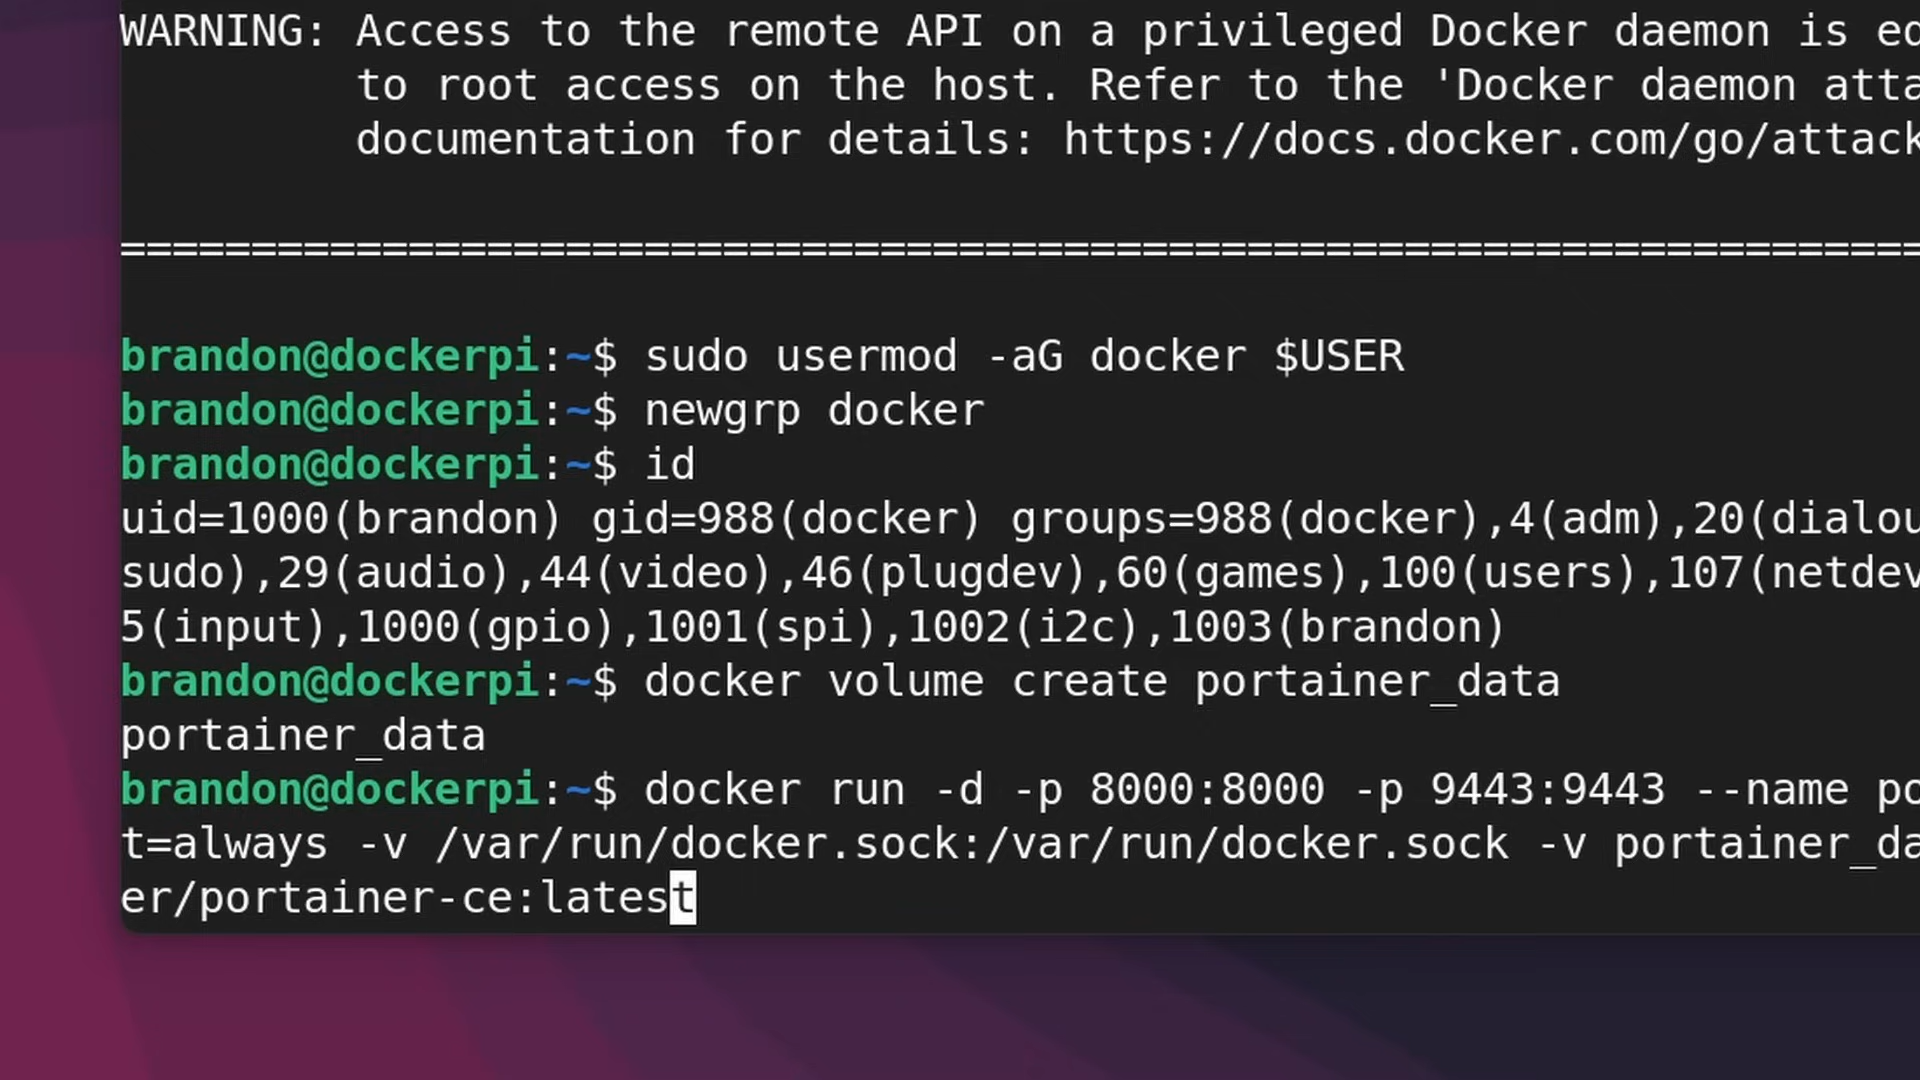 WARNING: Access to the remote API on a privileged Docker daemon is
to root access on the host. Refer to the 'Docker daemon
documentation for details: https://docs.docker.com/go/attack
================================================================================
brandon@dockerpi:~$ sudo usermod -aG docker $USER
brandon@dockerpi:~$ newgrp docker
brandon@dockerpi:~$ id
uid=1000(brandon) gid=988(docker) groups=988(docker),4(adm),20(dialou
sudo),29(audio),44(video),46(plugdev),60(games),100(users),107(netdev
5(input),1000(gpio),1001(spi),1002(i2c),1003(brandon)
brandon@dockerpi:~$ docker volume create portainer_data
portainer_data
brandon@dockerpi:~$ docker run -d -p 8000:8000 -p 9443:9443 --name po
t=always -v /var/run/docker.sock:/var/run/docker.sock -v portainer_da
er/portainer-ce:latest